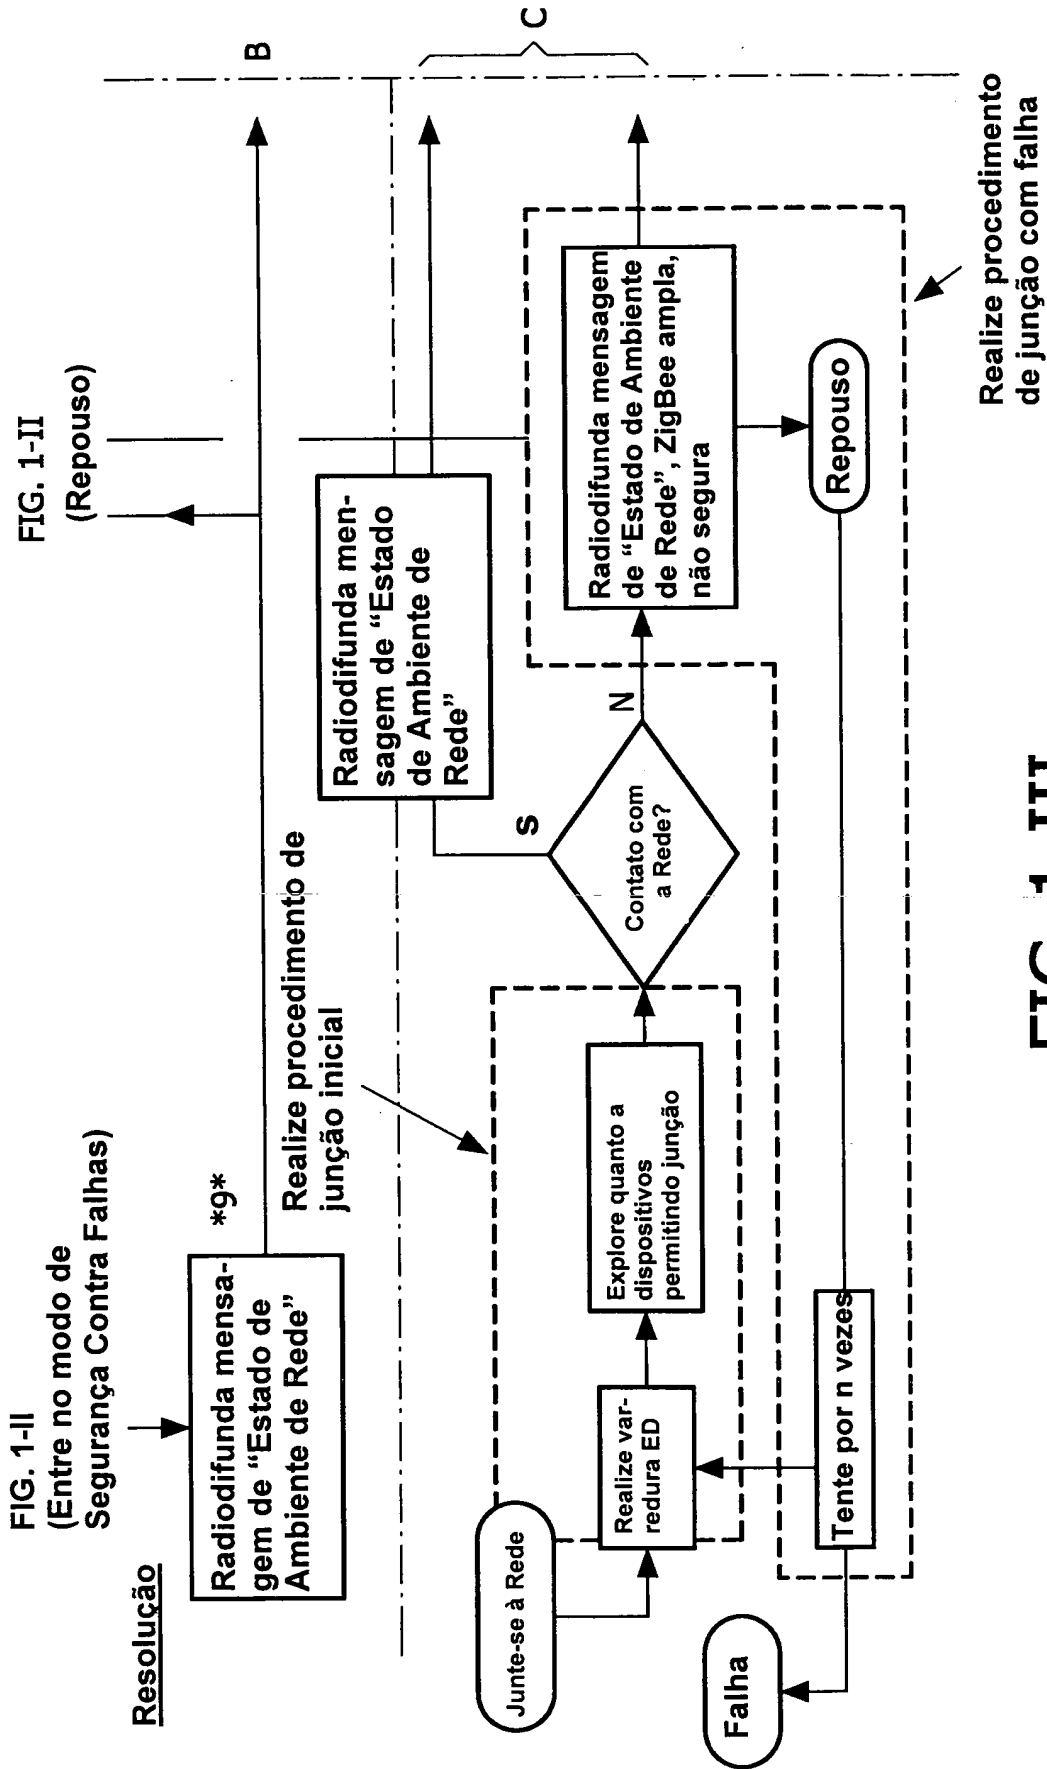 FIG. 1-II
(Entre no modo de
Segurança Contra Falhas)
FIG. 1-II
(Repouso)
Resolução
Radiodifunda mensa-
gem de “Estado de
Ambiente de Rede”
*9*
B
Realize procedimento de
junção inicial
Radiodifunda men-
sagem de “Estado
de Ambiente de
Rede”
C
Junte-se à Rede
Realize var-
redura ED
Explore quanto a
dispositivos
permitindo junção
Contato com
a Rede?
S
N
Radiodifunda mensagem
de “Estado de Ambiente
de Rede”, ZigBee ampla,
não segura
Falha
Tente por n vezes
Repouso
Realize procedimento
de junção com falha
FIG. 1-III